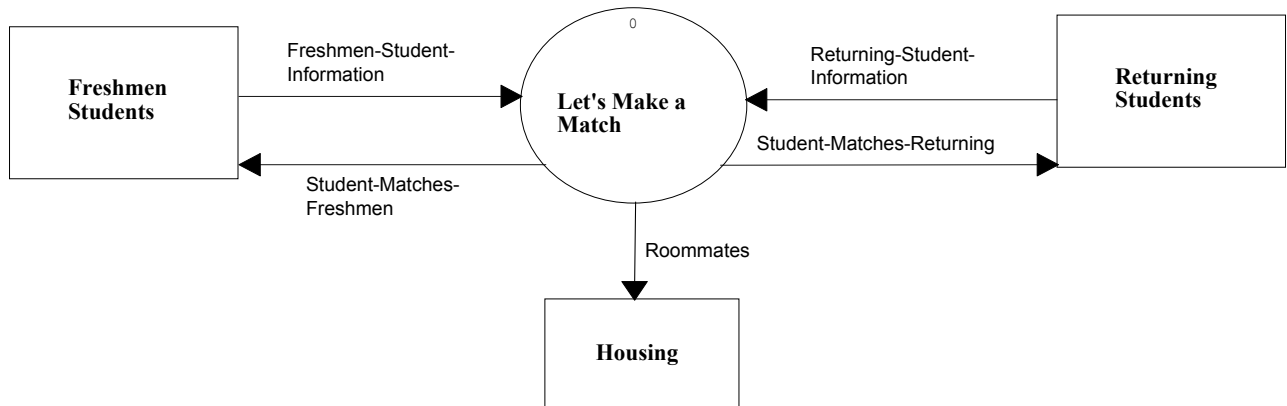 0
Freshmen
Students
Freshmen-Student-
Information
Let's Make a
Match
Returning-Student-
Information
Returning
Students
Student-Matches-
Freshmen
Student-Matches-Returning
Roommates
Housing